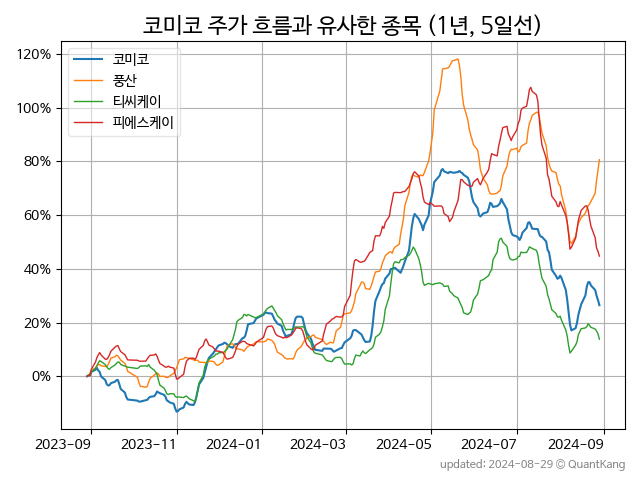 코미코 주가 흐름과 유사한 종목 (1년, 5일선)
코미코
풍산
티씨케이
피에스케이
120%
100%
80%
60%
40%
20%
0%
2023-09 2023-11 2024-01 2024-03 2024-05 2024-07 2024-09
updated: 2024-08-29 © QuantKang